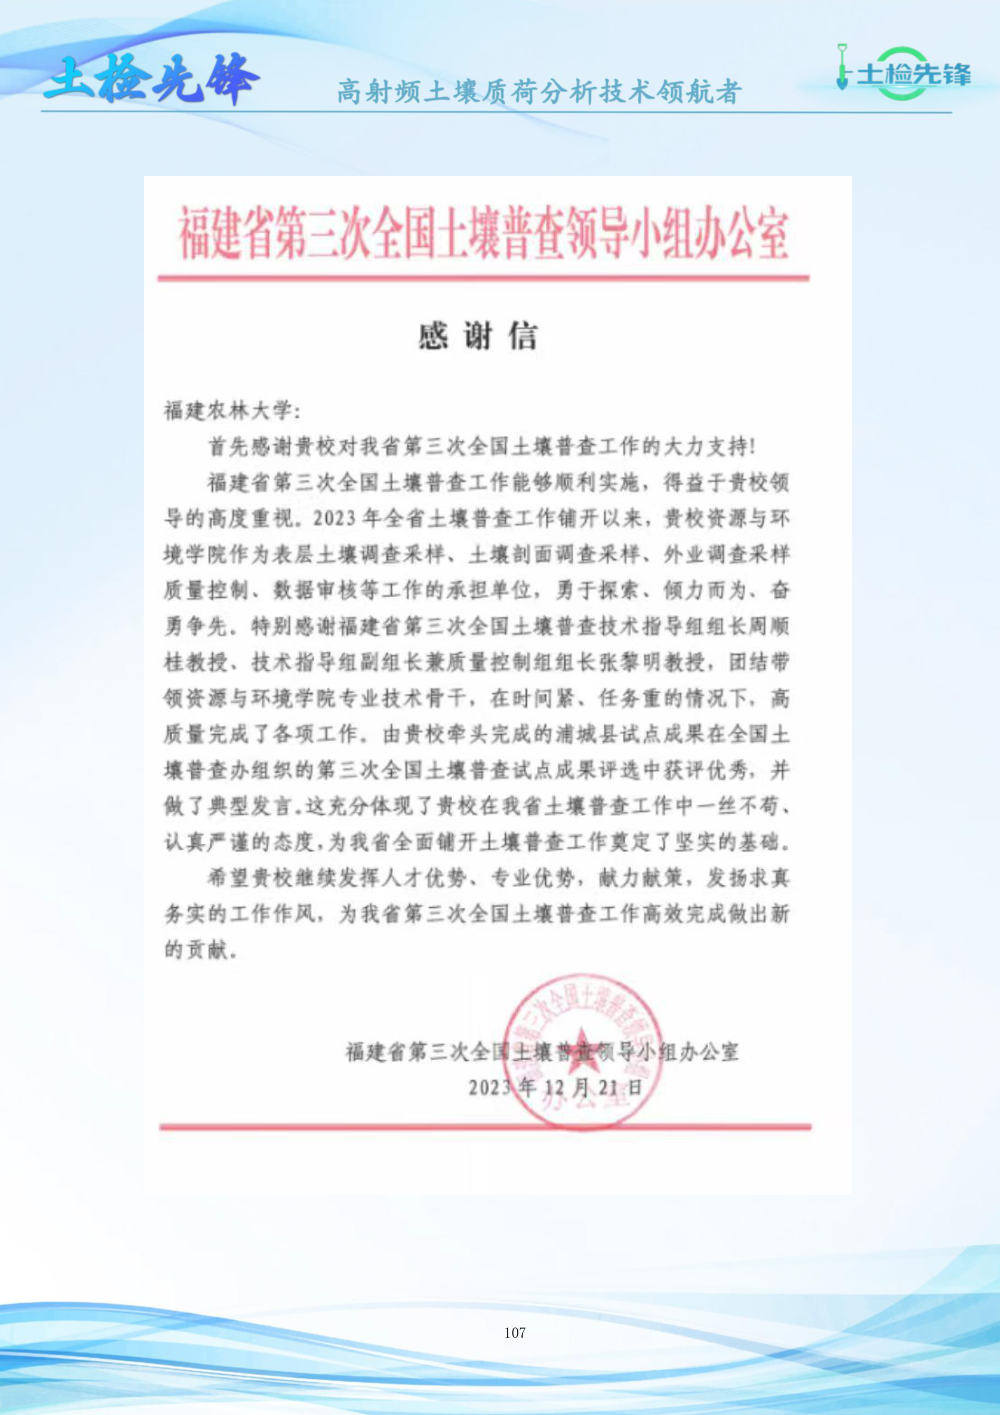 土检先锋
高射频土壤质荷分析技术领航者
土检先锋
福建省第三次全国土壤普查领导小组办公室
感谢信
福建农林大学：
首先感谢贵校对我省第三次全国土壤普查工作的大力支持！
福建省第三次全国土壤普查工作能够顺利实施，得益于贵校领
导的高度重视。2023年全省土壤普查工作铺开以来，贵校资源与环
境学院作为表层土壤调查采样、土壤剖面调查采样、外业调查采样
质量控制、数据审核等工作的承担单位，勇于探索、倾力而为、奋
勇争先。特别感谢福建省第三次全国土壤普查技术指导组组长周顺
桂教授、技术指导组副组长兼质量控制组组长张黎明教授，团结带
领资源与环境学院专业技术骨干，在时间紧、任务重的情况下，高
质量完成了各项工作。由贵校牵头完成的浦城县试点成果在全国土
壤普查办组织的第三次全国土壤普查试点成果评选中获评优秀，并
做了典型发言。这充分体现了贵校在我省土壤普查工作中一丝不苟、
认真严谨的态度，为我省全面铺开土壤普查工作奠定了坚实的基础。
希望贵校继续发挥人才优势、专业优势，献力献策，发扬求真
务实的工作作风，为我省第三次全国土壤普查工作高效完成做出新
的贡献。
福建省第三次全国土壤普查领导小组办公室
2023年12月21日
福建省第三次全国土壤普查领导小组
办公室
107